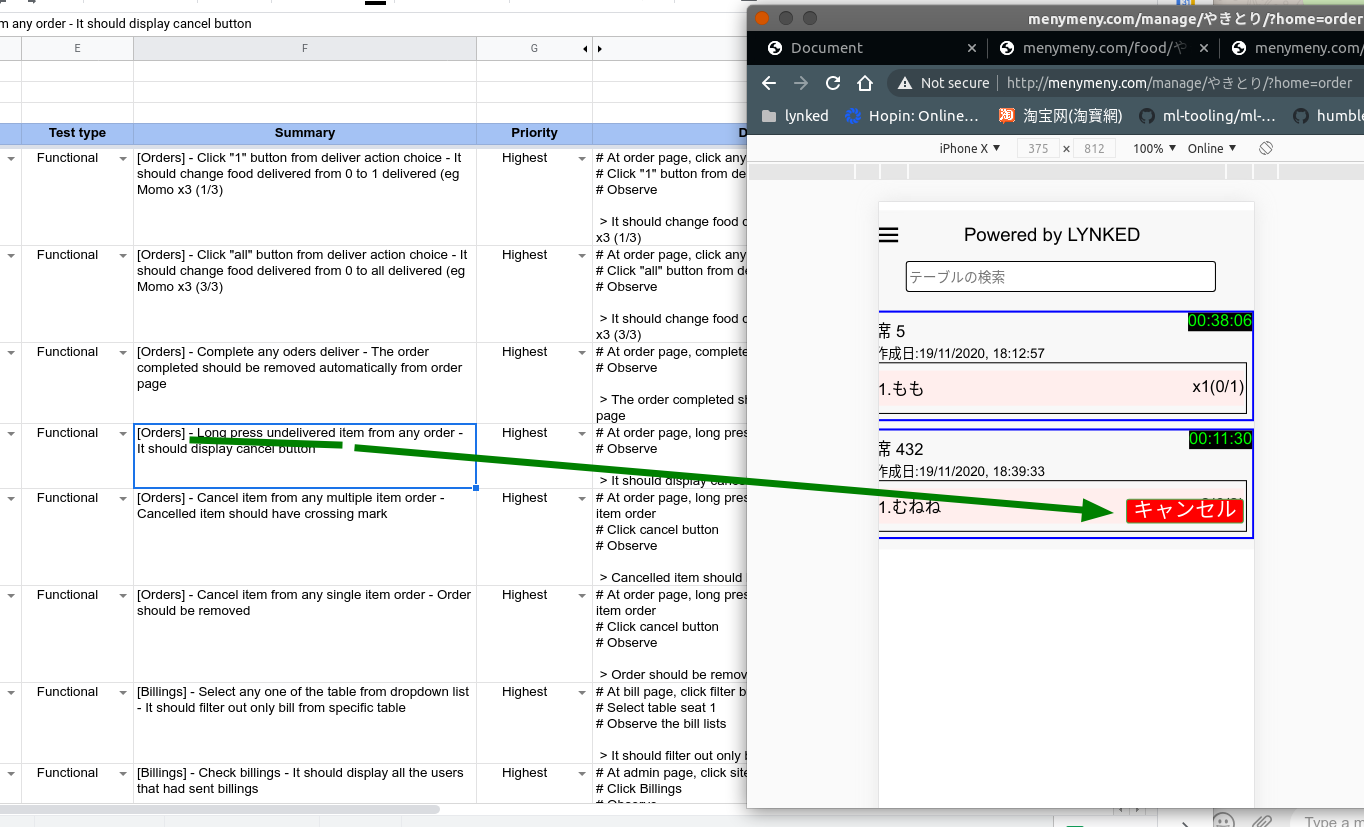 m any order - It should display cancel button
E
F
G
Test type
Summary
Priority
D
Functional
[Orders] - Click "1" button from deliver action choice - It
should change food delivered from 0 to 1 delivered (eg
Momo x3 (1/3)
Highest
# At order page, click any
# Click "1" button from de
# Observe
> It should change food d
x3 (1/3)
Functional
[Orders] - Click "all" button from deliver action choice - It
should change food delivered from 0 to all delivered (eg
Momo x3 (3/3)
Highest
# At order page, click any
# Click "all" button from de
# Observe
> It should change food d
x3 (3/3)
Functional
[Orders] - Complete any oders deliver - The order
completed should be removed automatically from order
page
Highest
# At order page, complete
# Observe
> The order completed sh
page
Functional
[Orders] - Long press undelivered item from any order -
It should display cancel button
Highest
# At order page, long pres
# Observe
> It should display cance
Functional
[Orders] - Cancel item from any multiple item order -
Cancelled item should have crossing mark
Highest
# At order page, long pres
item order
# Click cancel button
# Observe
> Cancelled item should
Functional
[Orders] - Cancel item from any single item order - Order
should be removed
Highest
# At order page, long pres
item order
# Click cancel button
# Observe
> Order should be remov
Functional
[Billings] - Select any one of the table from dropdown list
- It should filter out only bill from specific table
Highest
# At bill page, click filter b
# Select table seat 1
# Observe the bill lists
> It should filter out only b
Functional
[Billings] - Check billings - It should display all the users
that had sent billings
Highest
# At admin page, click site
# Click Billings
# Observe
menymeny.com/manage/やきとり/?home=order
Document
menymeny.com/food/や
menymeny.com/
Not secure
http://menymeny.com/manage/やきとり/?home=order
lynked
Hopin: Online…
淘 淘宝网(淘寶網)
ml-tooling/ml-…
humble
iPhone X
375
×
812
100%
Online
Powered by LYNKED
テーブルの検索
席 5
00:38:06
作成日:19/11/2020, 18:12:57
1.もも
x1(0/1)
席 432
00:11:30
作成日:19/11/2020, 18:39:33
1.むねね
キャンセル
Type a m